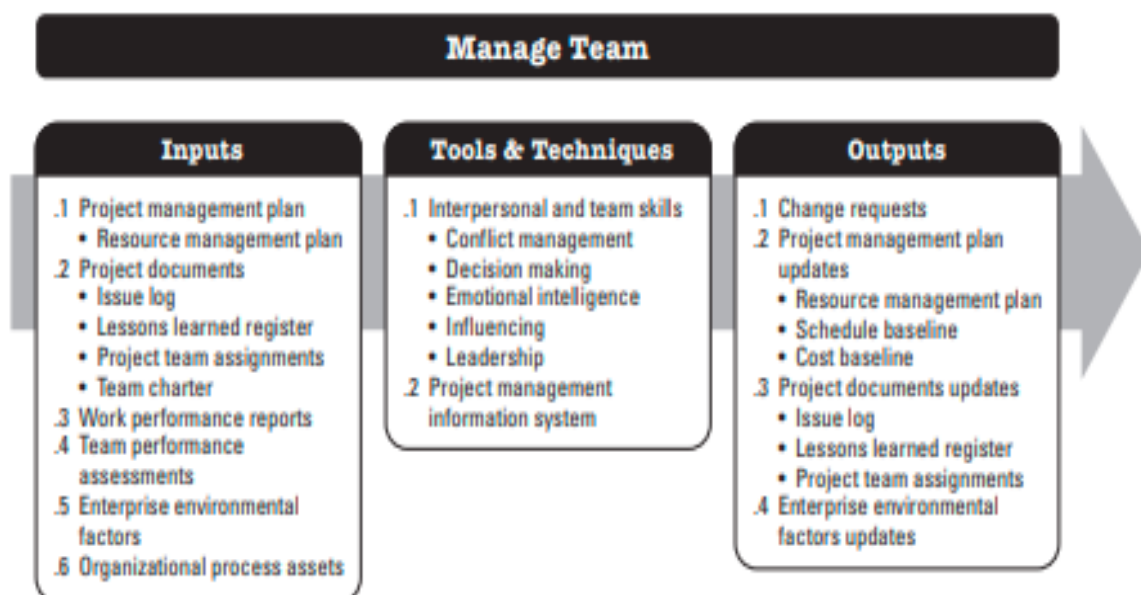 Manage Team
Inputs
.1 Project management plan
• Resource management plan
.2 Project documents
• Issue log
• Lessons learned register
• Project team assignments
• Team charter
.3 Work performance reports
.4 Team performance
assessments
.5 Enterprise environmental
factors
.6 Organizational process assets
Tools & Techniques
.1 Interpersonal and team skills
• Conflict management
• Decision making
• Emotional intelligence
• Influencing
• Leadership
.2 Project management
information system
Outputs
.1 Change requests
.2 Project management plan
updates
• Resource management plan
• Schedule baseline
• Cost baseline
.3 Project documents updates
• Issue log
• Lessons learned register
• Project team assignments
.4 Enterprise environmental
factors updates